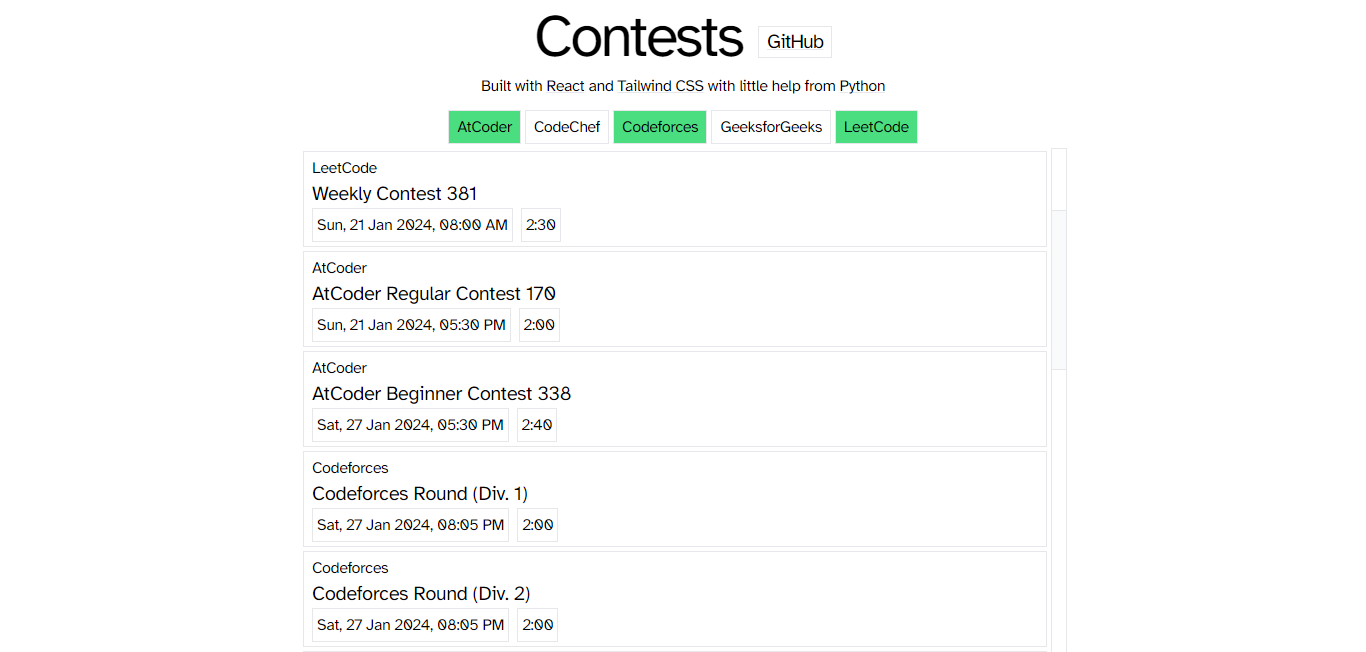 Contests GitHub
Built with React and Tailwind CSS with little help from Python
AtCoder CodeChef Codeforces GeeksforGeeks LeetCode
LeetCode
Weekly Contest 381
Sun, 21 Jan 2024, 08:00 AM 2:30
AtCoder
AtCoder Regular Contest 170
Sun, 21 Jan 2024, 05:30 PM 2:00
AtCoder
AtCoder Beginner Contest 338
Sat, 27 Jan 2024, 05:30 PM 2:40
Codeforces
Codeforces Round (Div. 1)
Sat, 27 Jan 2024, 08:05 PM 2:00
Codeforces
Codeforces Round (Div. 2)
Sat, 27 Jan 2024, 08:05 PM 2:00